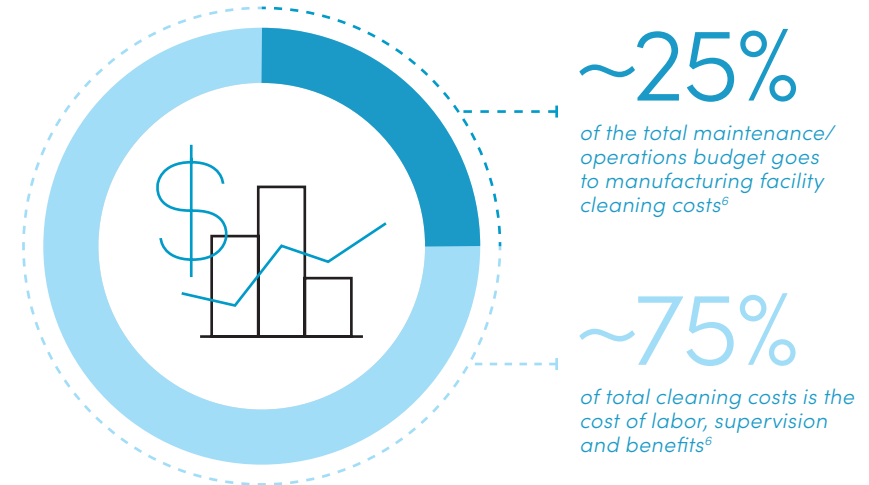 ~25%
of the total maintenance/
operations budget goes
to manufacturing facility
cleaning costs⁶
~75%
of total cleaning costs is the
cost of labor, supervision
and benefits⁶